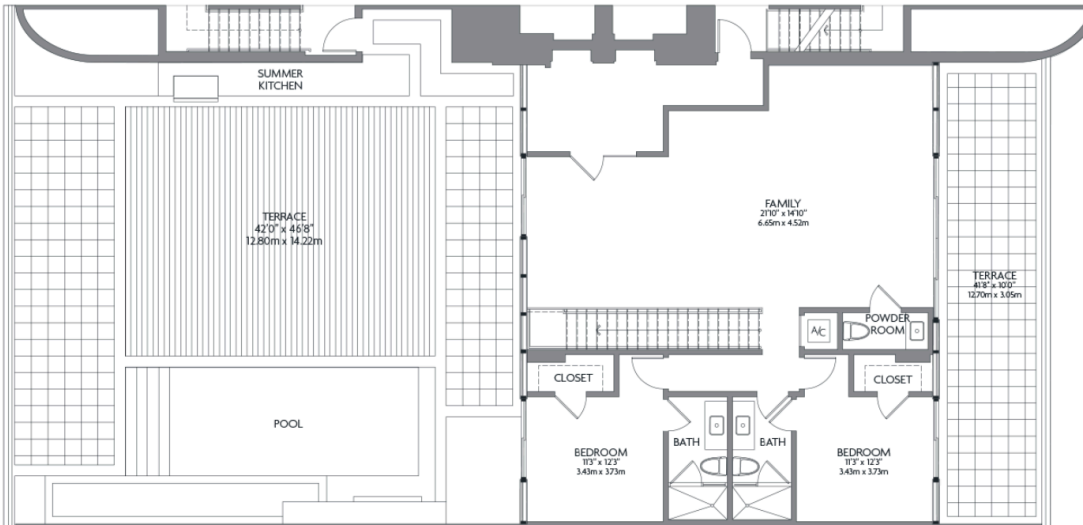 SUMMER
KITCHEN
TERRACE
42'0" x 46'8"
12.80m x 14.22m
FAMILY
21'10" x 14'10"
6.65m x 4.52m
TERRACE
41'8" x 10'0"
12.70m x 3.05m
A/C
POWDER
ROOM
CLOSET
CLOSET
POOL
BATH
BATH
BEDROOM
11'3" x 12'3"
3.43m x 3.73m
BEDROOM
11'3" x 12'3"
3.43m x 3.73m